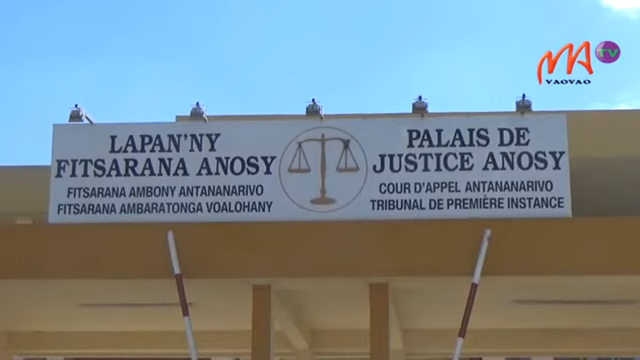 MA TV
VAOVAO
LAPAN'NY
FITSARANA ANOSY
FITSARANA AMBONY ANTANANARIVO
FITSARANA AMBARATONGA VOALOHANY
PALAIS DE
JUSTICE ANOSY
COUR D'APPEL ANTANANARIVO
TRIBUNAL DE PREMIÈRE INSTANCE